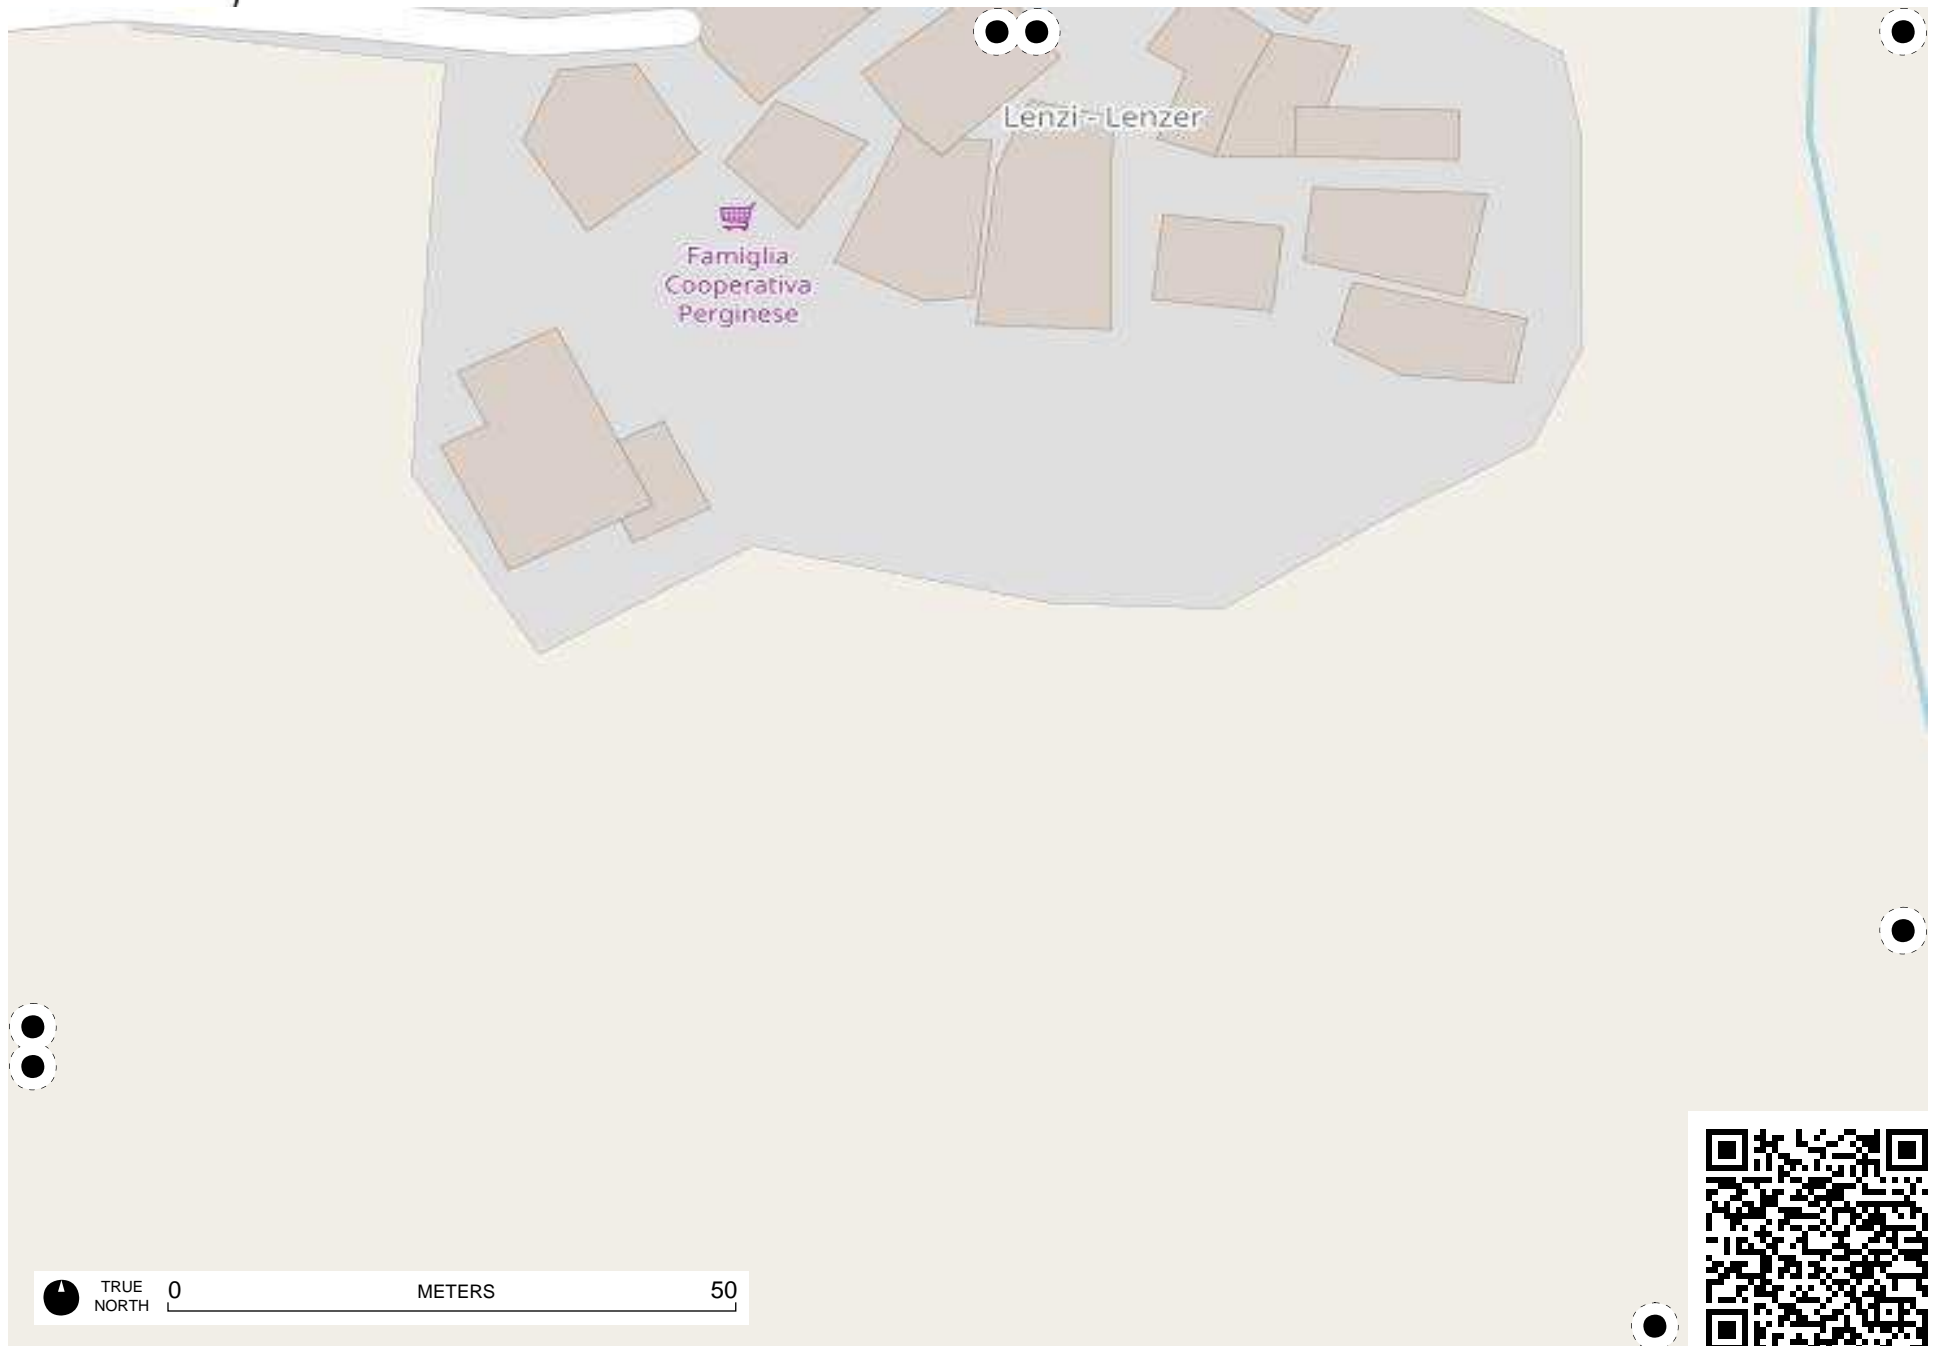 Lenzi - Lenzer
Famiglia
Cooperativa
Perginese
TRUE
NORTH
0 METERS 50